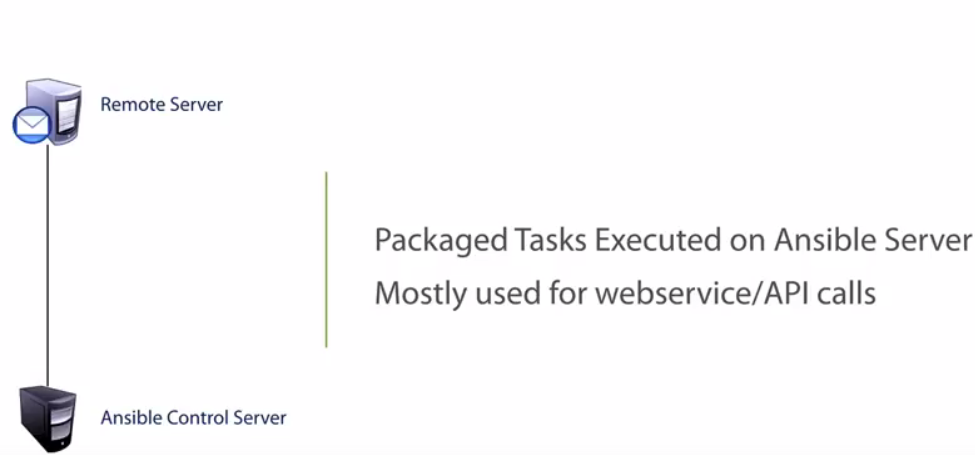 Remote Server
Packaged Tasks Executed on Ansible Server
Mostly used for webservice/API calls
Ansible Control Server